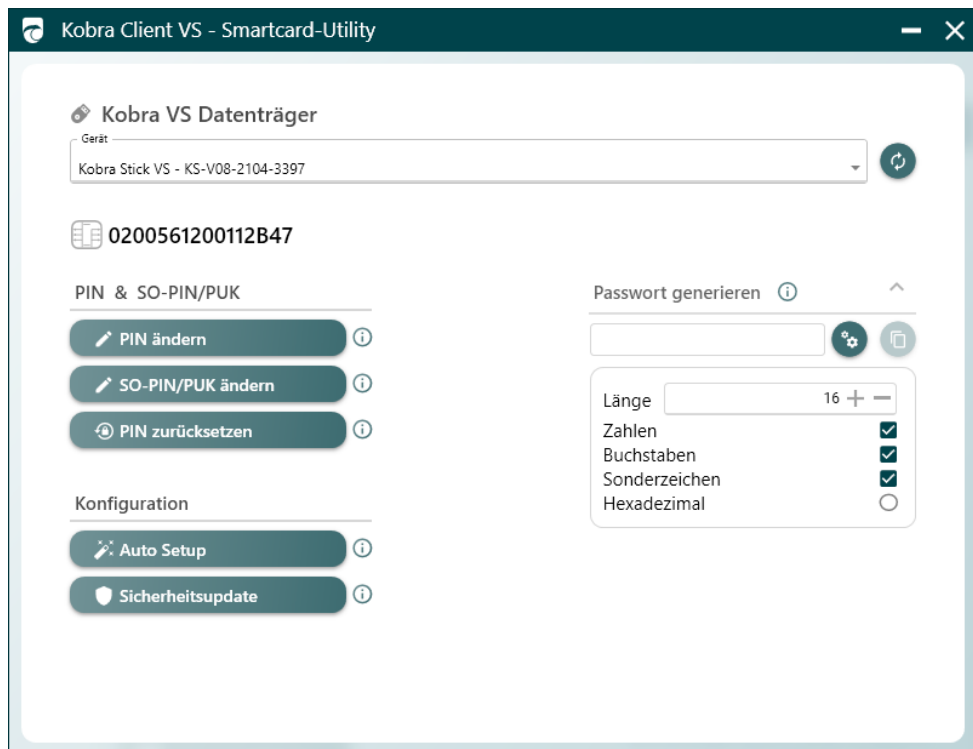 Kobra Client VS - Smartcard-Utility
Kobra VS Datenträger
Gerät
Kobra Stick VS - KS-V08-2104-3397
0200561200112B47
PIN & SO-PIN/PUK
PIN ändern
SO-PIN/PUK ändern
PIN zurücksetzen
Konfiguration
Auto Setup
Sicherheitsupdate
Passwort generieren
Länge 16
Zahlen
Buchstaben
Sonderzeichen
Hexadezimal